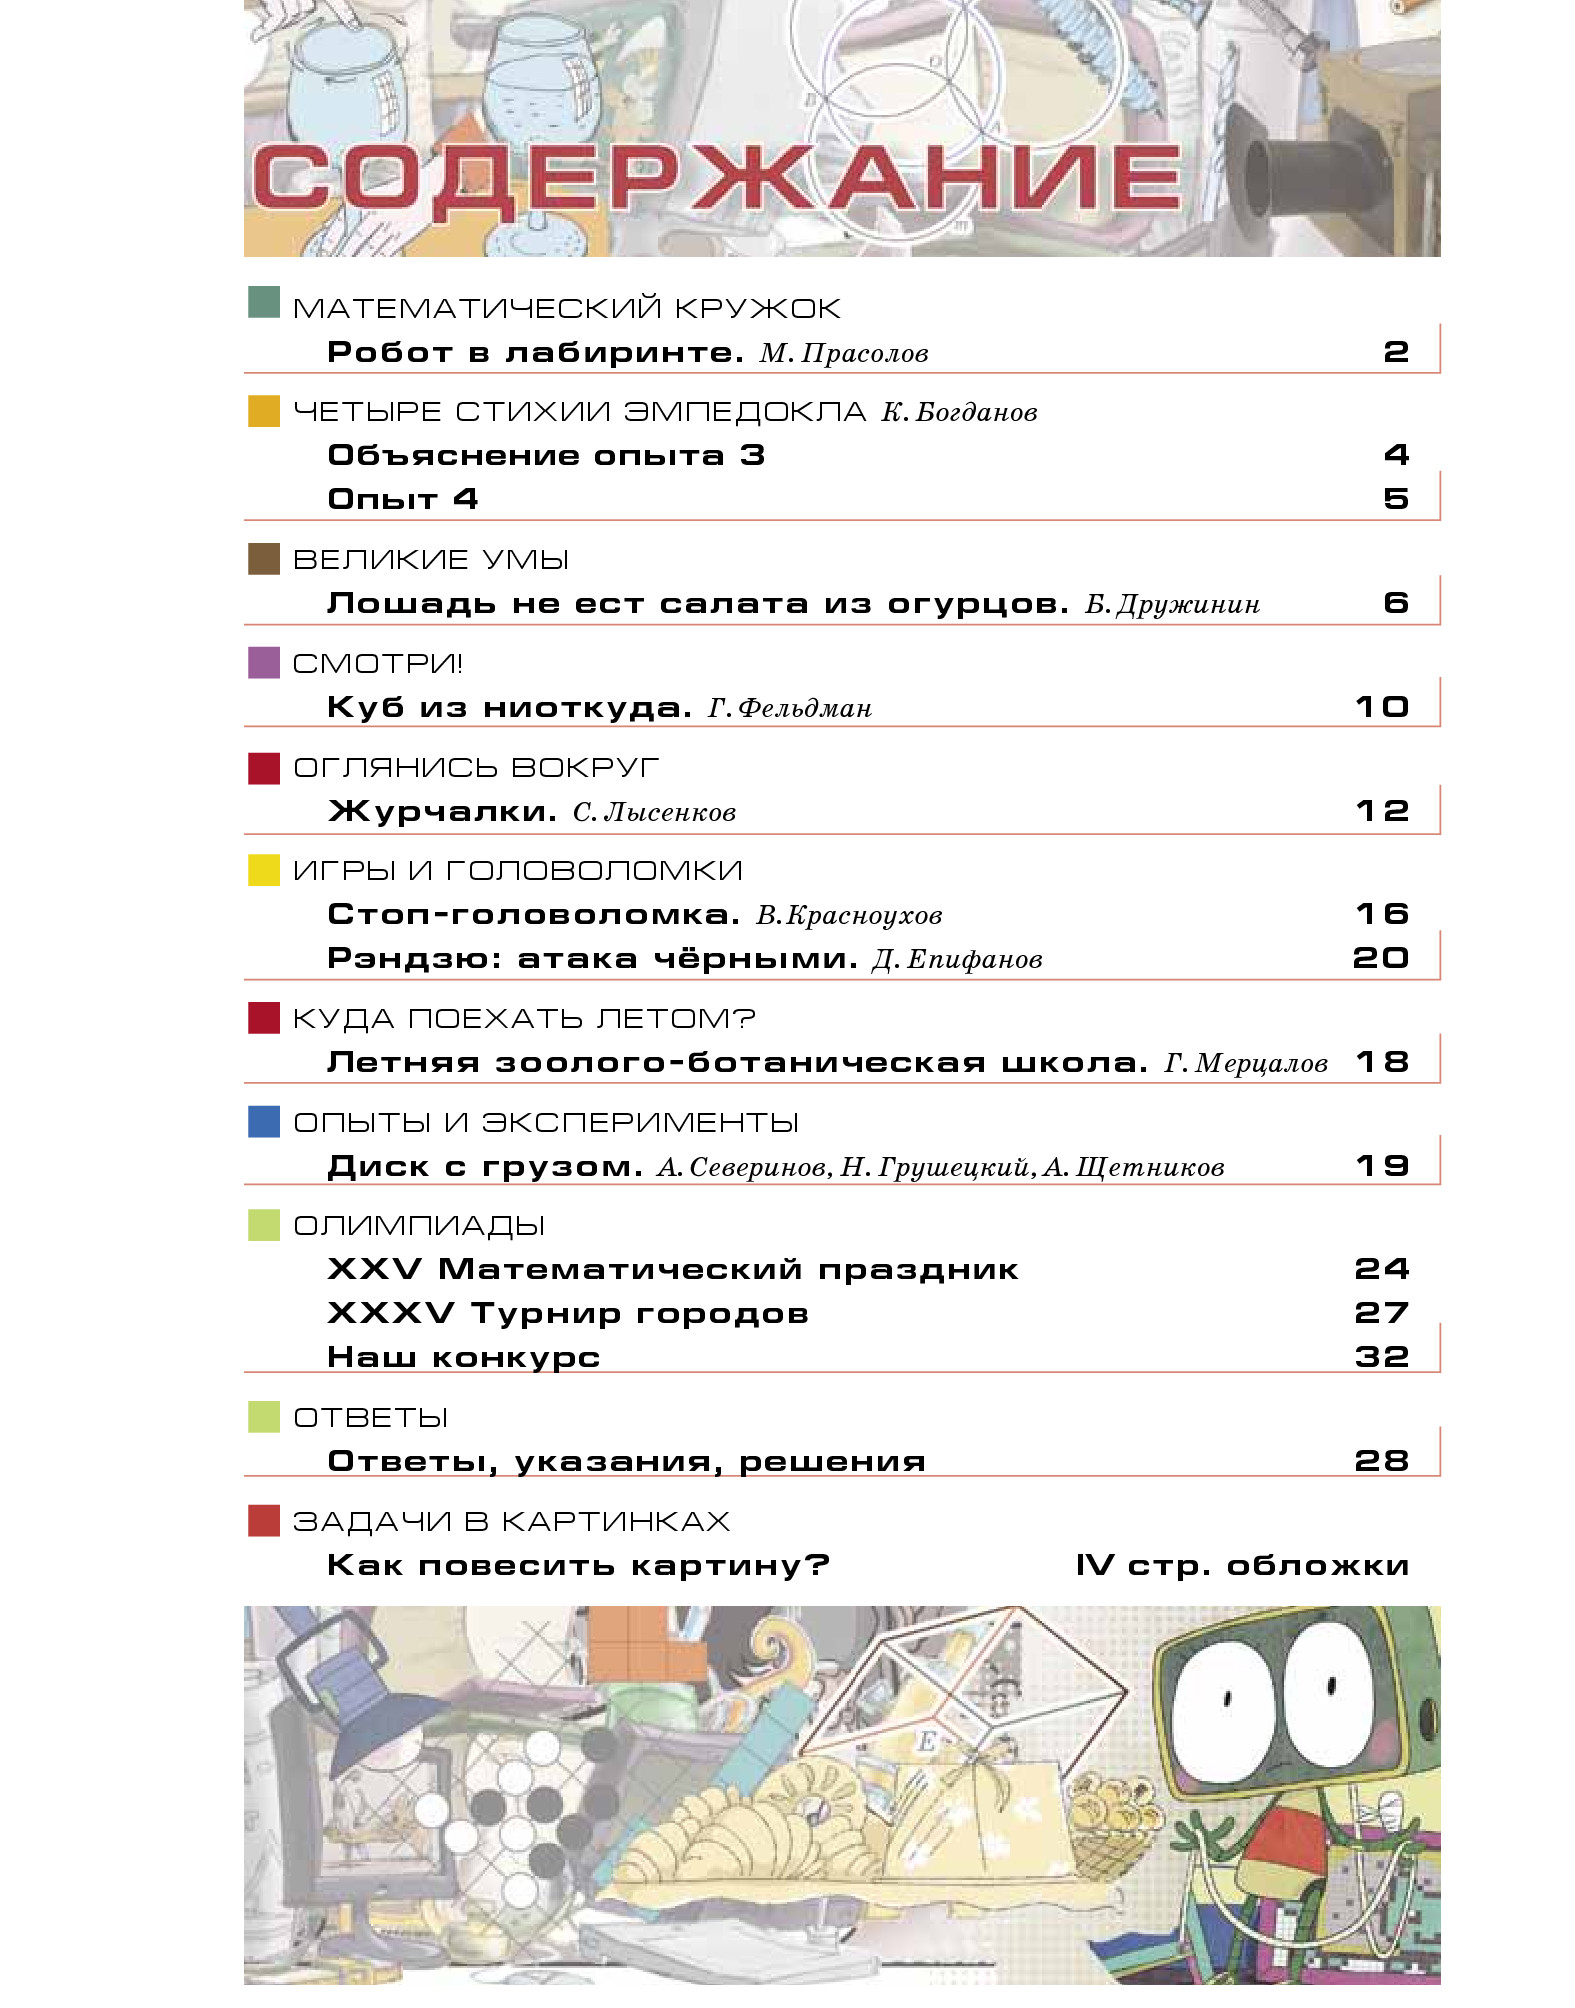 O
B
A
m
СОДЕРЖАНИЕ
МАТЕМАТИЧЕСКИЙ КРУЖОК
Робот в лабиринте. М. Прасолов 2
ЧЕТЫРЕ СТИХИИ ЭМПЕДОКЛА К. Богданов
Объяснение опыта 3 4
Опыт 4 5
ВЕЛИКИЕ УМЫ
Лошадь не ест салата из огурцов. Б. Дружинин 6
СМОТРИ!
Куб из ниоткуда. Г. Фельдман 10
ОГЛЯНИСЬ ВОКРУГ
Журчалки. С. Лысенков 12
ИГРЫ И ГОЛОВОЛОМКИ
Стоп-головоломка. В. Красноухов 16
Рэндзю: атака чёрными. Д. Епифанов 20
КУДА ПОЕХАТЬ ЛЕТОМ?
Летняя зоолого-ботаническая школа. Г. Мерцалов 18
ОПЫТЫ И ЭКСПЕРИМЕНТЫ
Диск с грузом. А. Северинов, Н. Грушецкий, А. Щетников 19
ОЛИМПИАДЫ
XXV Математический праздник 24
XXXV Турнир городов 27
Наш конкурс 32
ОТВЕТЫ
Ответы, указания, решения 28
ЗАДАЧИ В КАРТИНКАХ
Как повесить картину? IV стр. обложки
E